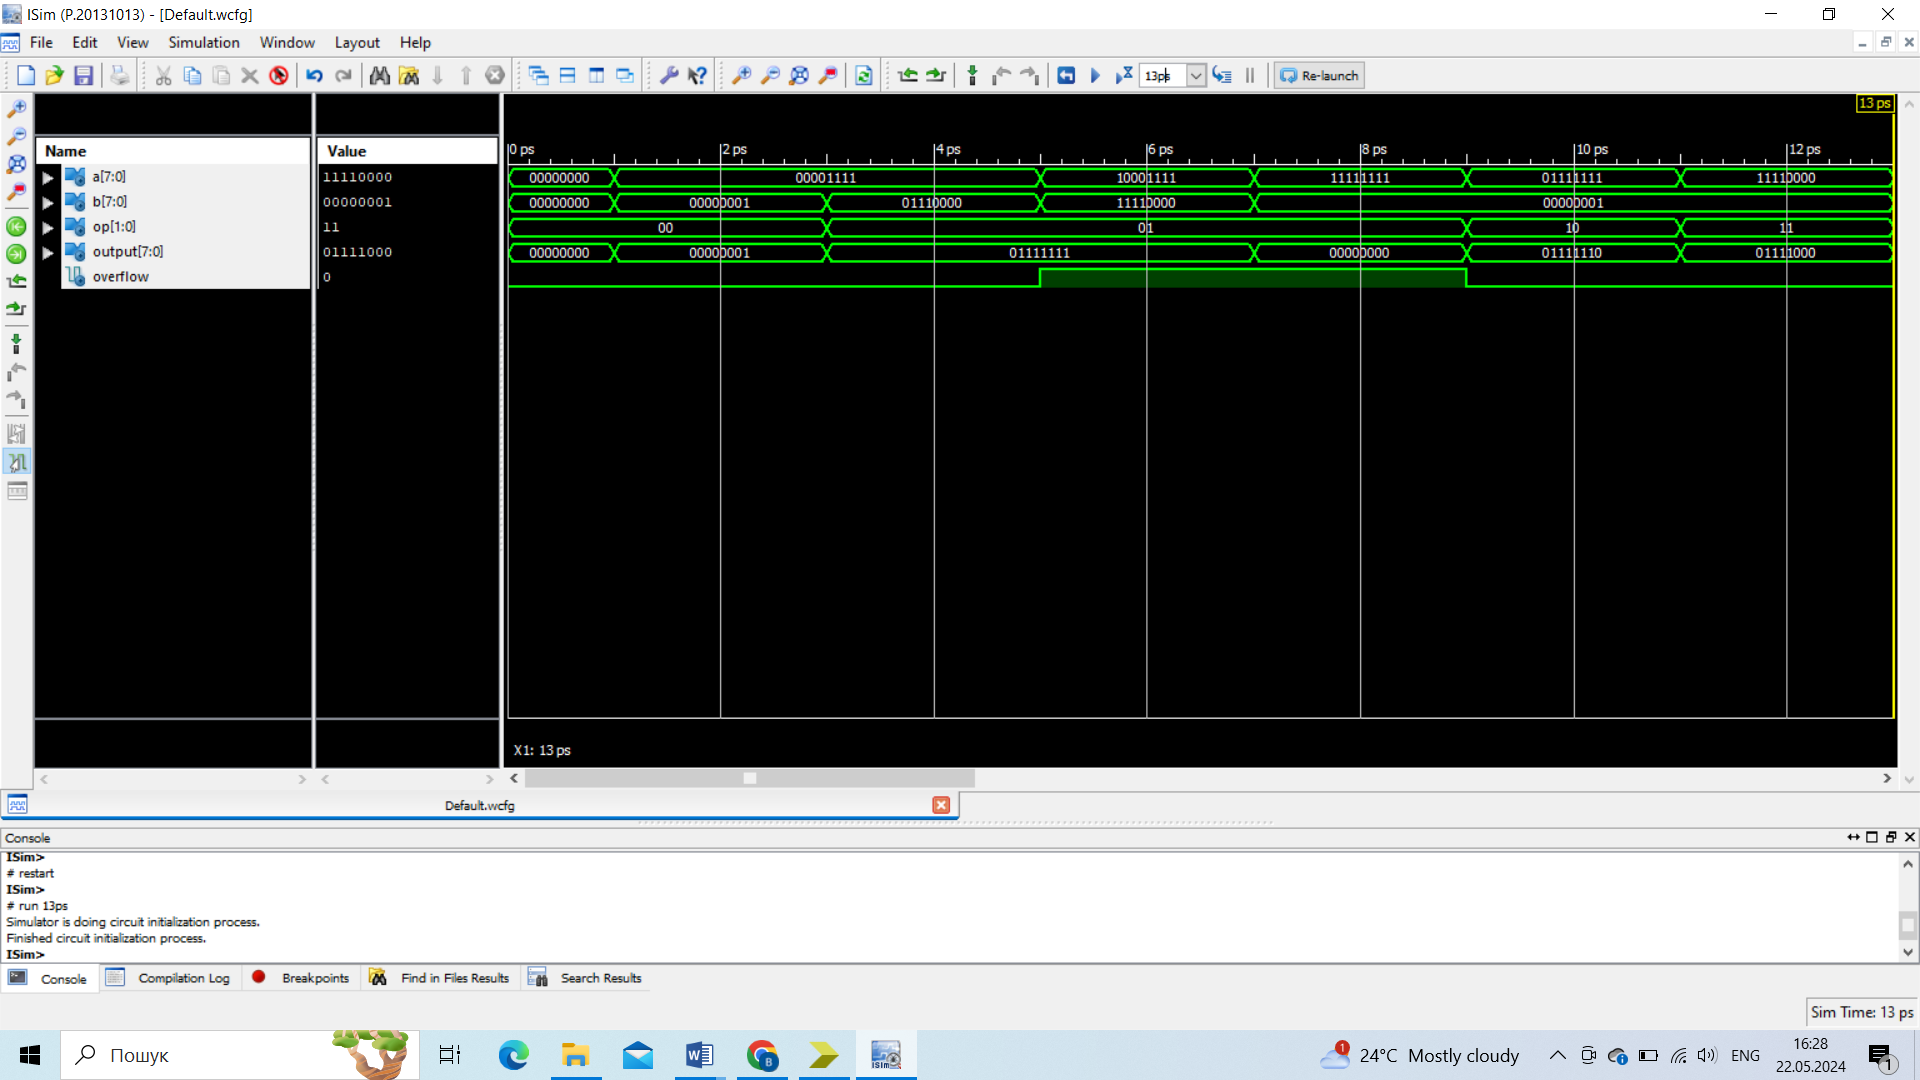 ISim (P.20131013) - [Default.wcfg]
File Edit View Simulation Window Layout Help
13ps Re-launch
13 ps
Name Value 0 ps 2 ps 4 ps 6 ps 8 ps 10 ps 12 ps
a[7:0] 11110000 00000000 00001111 10001111 11111111 01111111 11110000
b[7:0] 00000001 00000000 00000001 01110000 11110000 00000001
op[1:0] 11 00 01 10 11
output[7:0] 01111000 00000000 00000001 01111111 00000000 01111110 01111000
overflow 0
X1: 13 ps
Default.wcfg
Console
ISim>
# restart
ISim>
# run 13ps
Simulator is doing circuit initialization process.
Finished circuit initialization process.
ISim>
Console Compilation Log Breakpoints Find in Files Results Search Results
Sim Time: 13 ps
Пошук 1 24°C Mostly cloudy ENG 16:28
22.05.2024 1